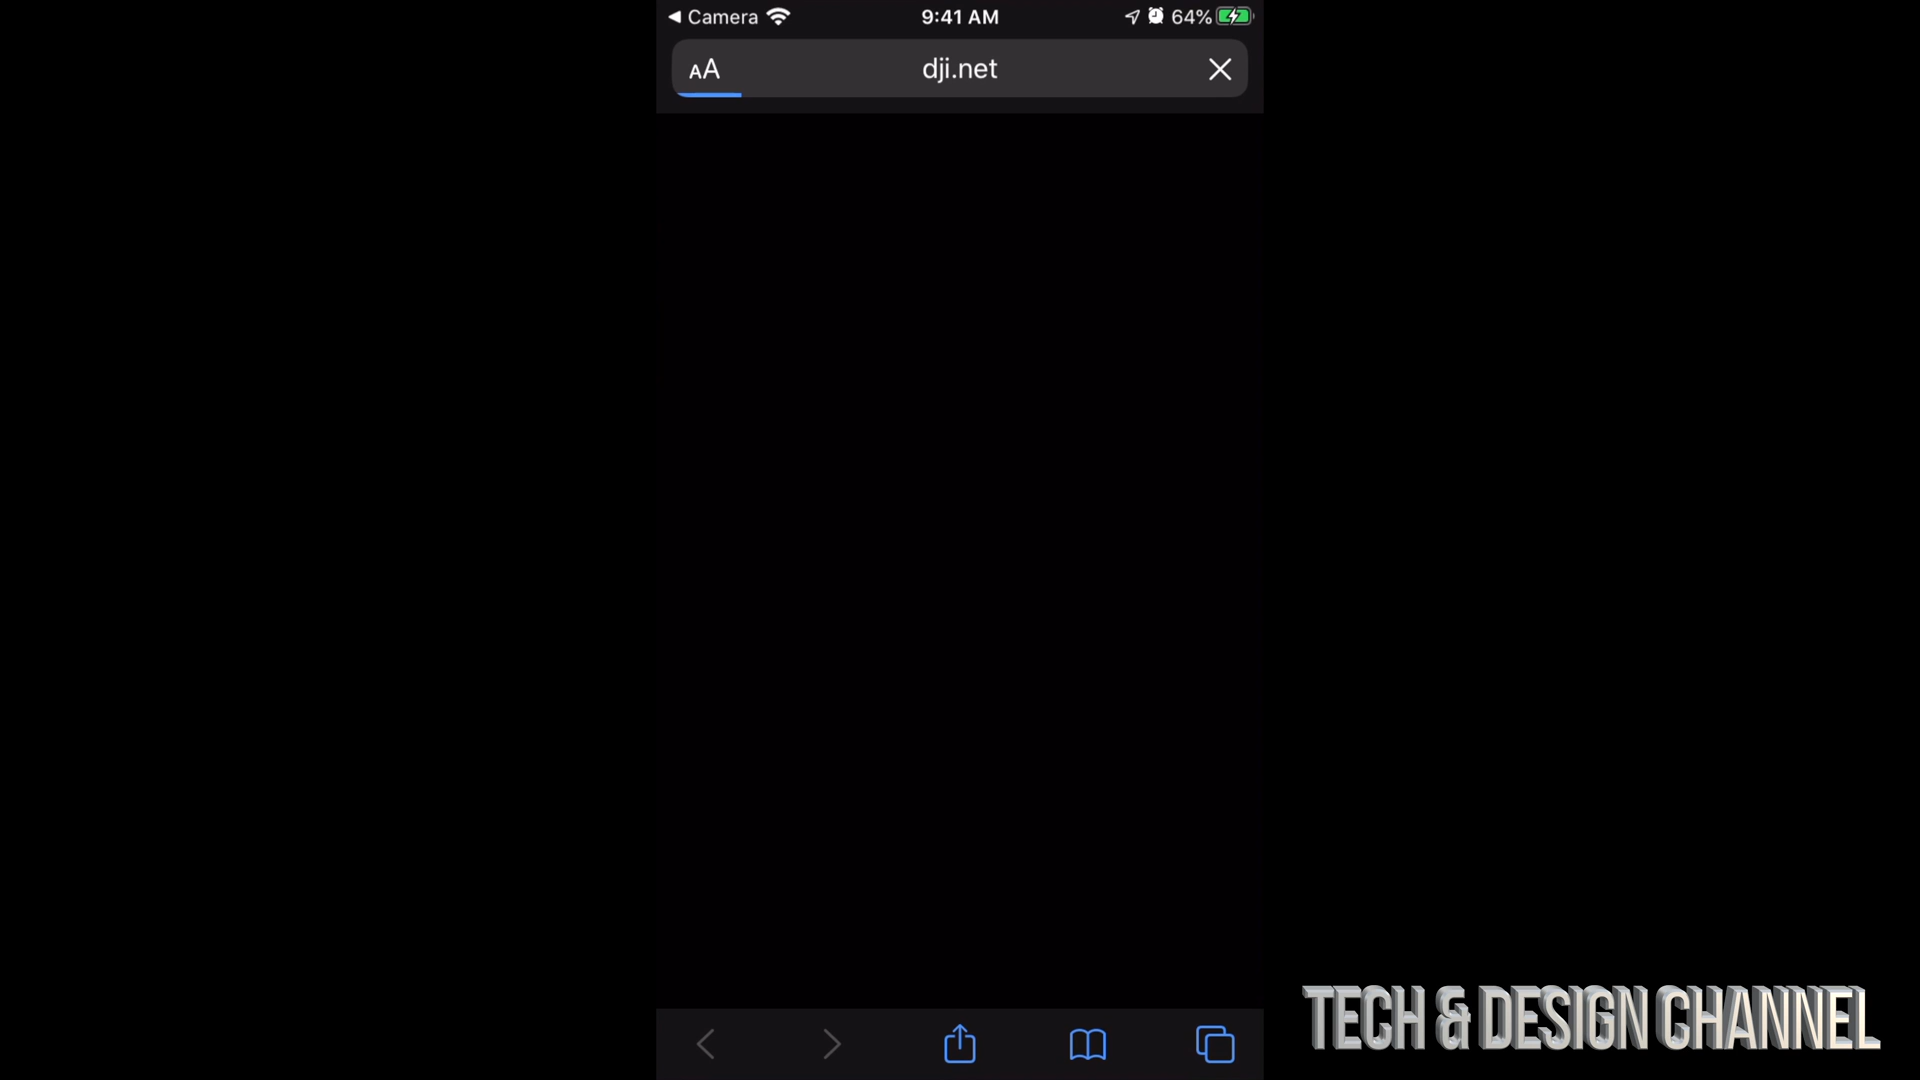 Camera
9:41 AM
64%
AA
dji.net
TECH & DESIGN CHANNEL